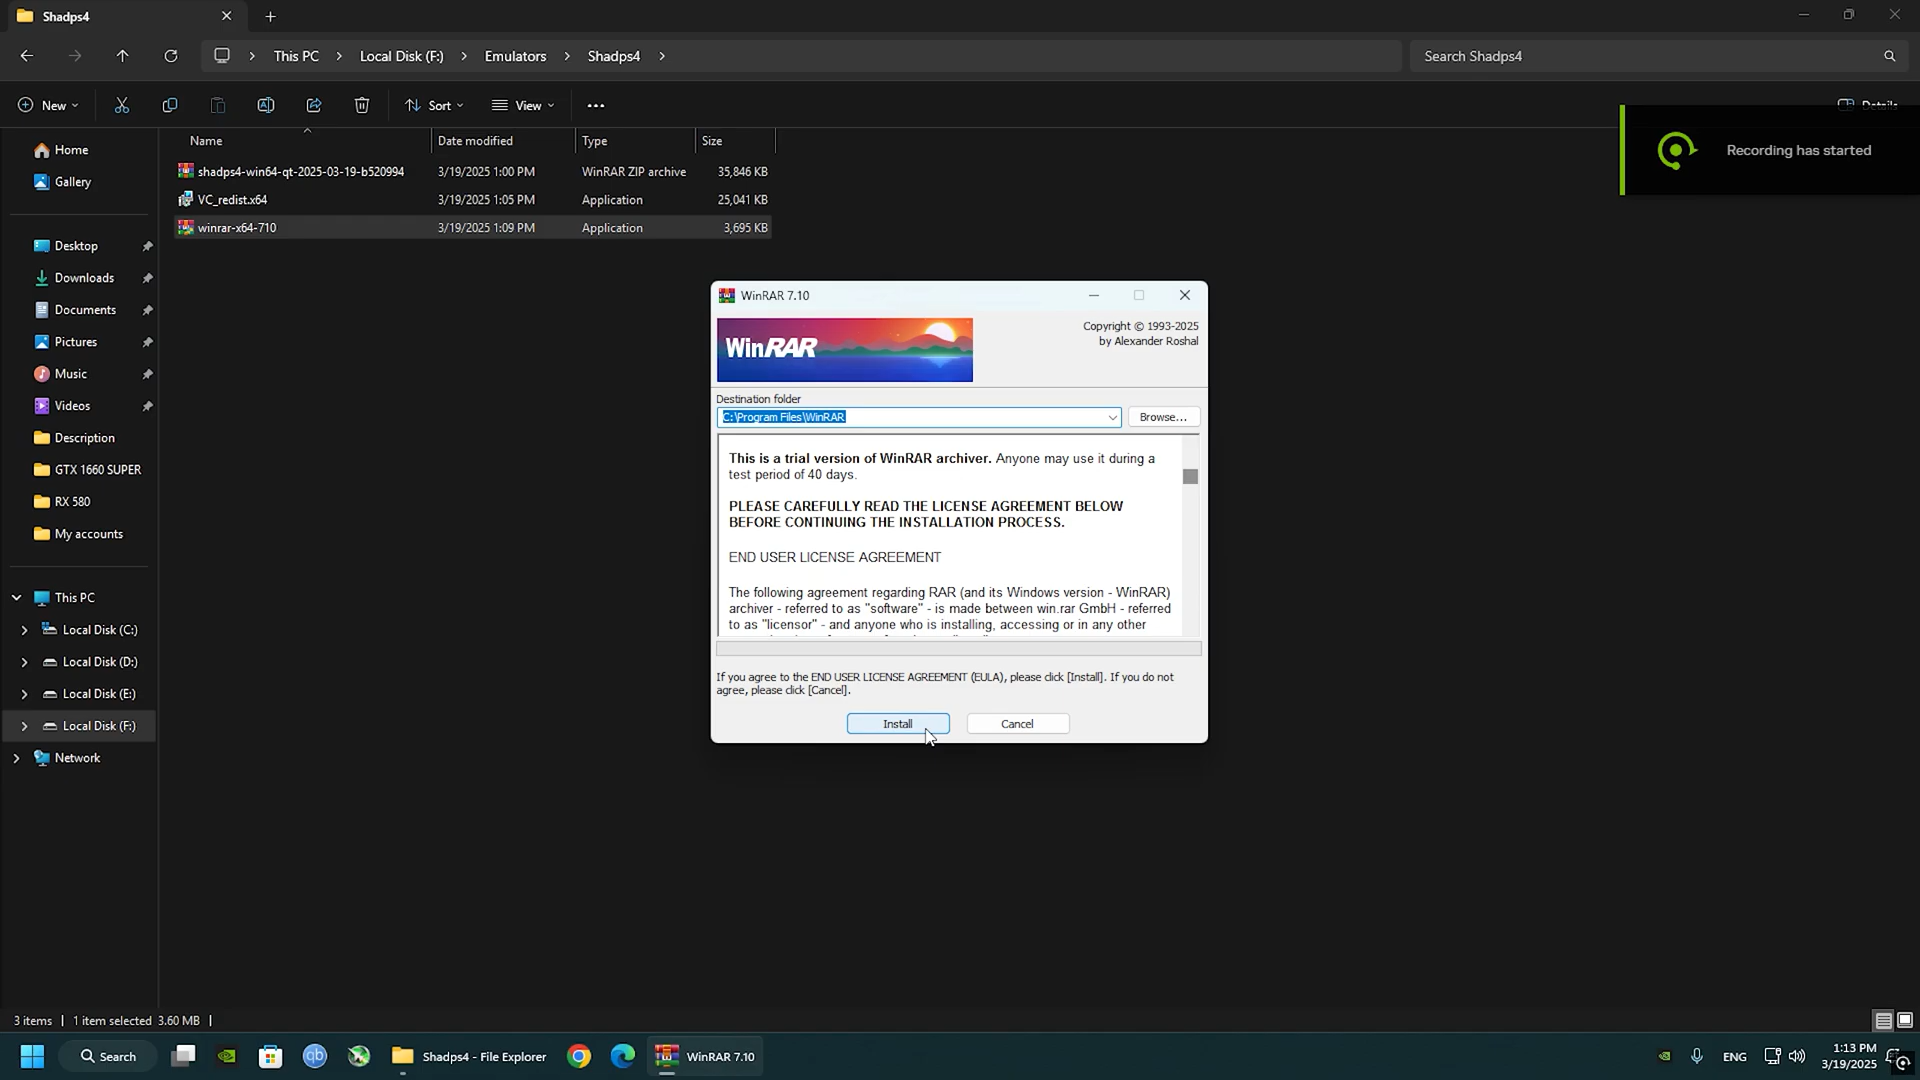 Shadps4
This PC
Local Disk (F:)
Emulators
Shadps4
Search Shadps4
New
Sort
View
Details
Recording has started
Name
Date modified
Type
Size
shadps4-win64-qt-2025-03-19-b520994
3/19/2025 1:00 PM
WinRAR ZIP archive
35,846 KB
VC_redist.x64
3/19/2025 1:05 PM
Application
25,041 KB
winrar-x64-710
3/19/2025 1:09 PM
Application
3,695 KB
Home
Gallery
Desktop
Downloads
Documents
Pictures
Music
Videos
Description
GTX 1660 SUPER
RX 580
My accounts
This PC
Local Disk (C:)
Local Disk (D:)
Local Disk (E:)
Local Disk (F:)
Network
WinRAR 7.10
WinRAR
Copyright © 1993-2025
by Alexander Roshal
Destination folder
C:\Program Files\WinRAR
Browse...
This is a trial version of WinRAR archiver. Anyone may use it during a
test period of 40 days.
PLEASE CAREFULLY READ THE LICENSE AGREEMENT BELOW
BEFORE CONTINUING THE INSTALLATION PROCESS.
END USER LICENSE AGREEMENT
The following agreement regarding RAR (and its Windows version - WinRAR)
archiver - referred to as "software" - is made between win.rar GmbH - referred
to as "licensor" - and anyone who is installing, accessing or in any other
If you agree to the END USER LICENSE AGREEMENT (EULA), please click [Install]. If you do not
agree, please click [Cancel].
Install
Cancel
3 items
1 item selected 3.60 MB
Search
qb
Shadps4 - File Explorer
WinRAR 7.10
ENG
1:13 PM
3/19/2025